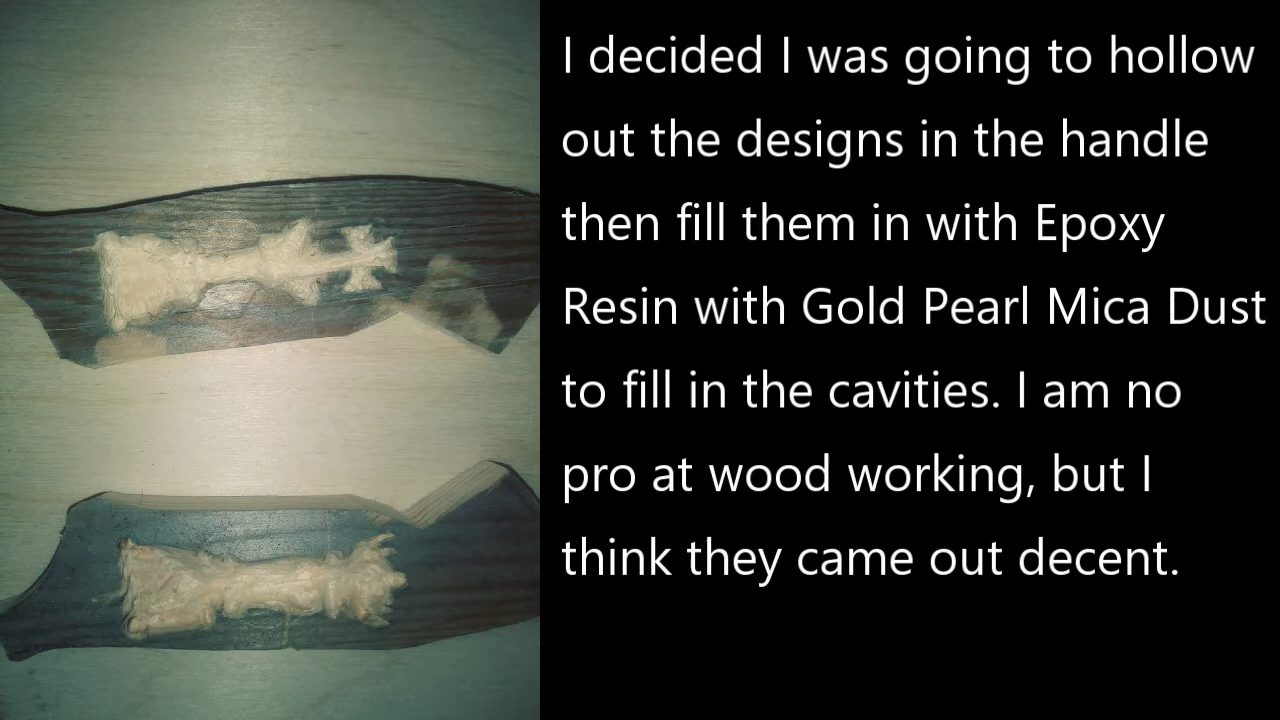 I decided I was going to hollow
out the designs in the handle
then fill them in with Epoxy
Resin with Gold Pearl Mica Dust
to fill in the cavities. I am no
pro at wood working, but I
think they came out decent.